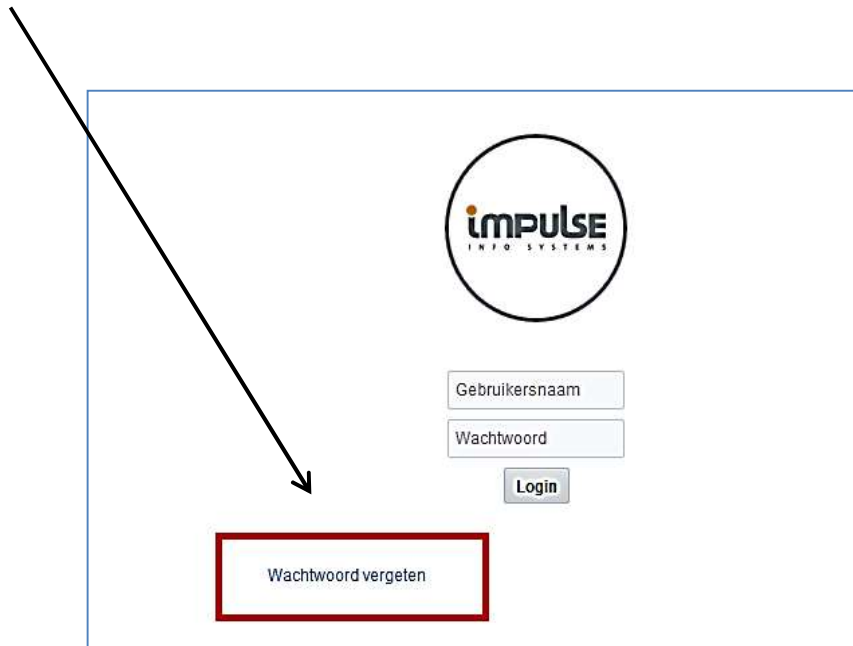 impulse
INFO SYSTEMS
Gebruikersnaam
Wachtwoord
Login
Wachtwoord vergeten